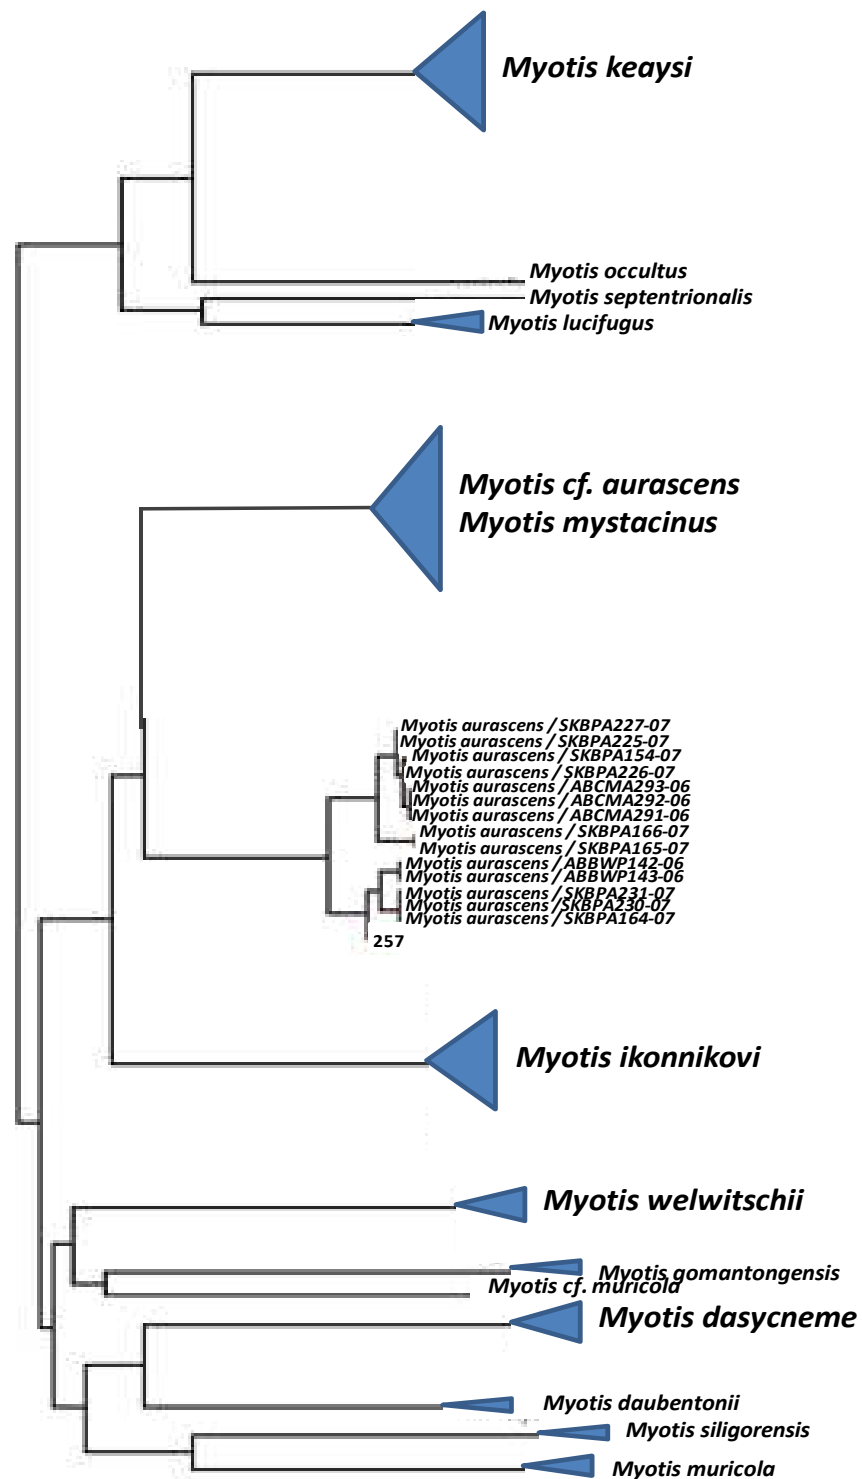 Myotis keaysi
Myotis occultus
Myotis septentrionalis
Myotis lucifugus
Myotis cf. aurascens
Myotis mystacinus
Myotis aurascens / SKBPA227-07
Myotis aurascens / SKBPA225-07
Myotis aurascens / SKBPA154-07
Myotis aurascens / SKBPA226-07
Myotis aurascens / ABCMA293-06
Myotis aurascens / ABCMA292-06
Myotis aurascens / ABCMA291-06
Myotis aurascens / SKBPA166-07
Myotis aurascens / SKBPA165-07
Myotis aurascens / ABBWP142-06
Myotis aurascens / ABBWP143-06
Myotis aurascens / SKBPA231-07
Myotis aurascens /SKBPA230-07
Myotis aurascens / SKBPA164-07
257
Myotis ikonnikovi
Myotis welwitschii
Myotis gomantongensis
Myotis cf. muricola
Myotis dasycneme
Myotis daubentonii
Myotis siligorensis
Myotis muricola